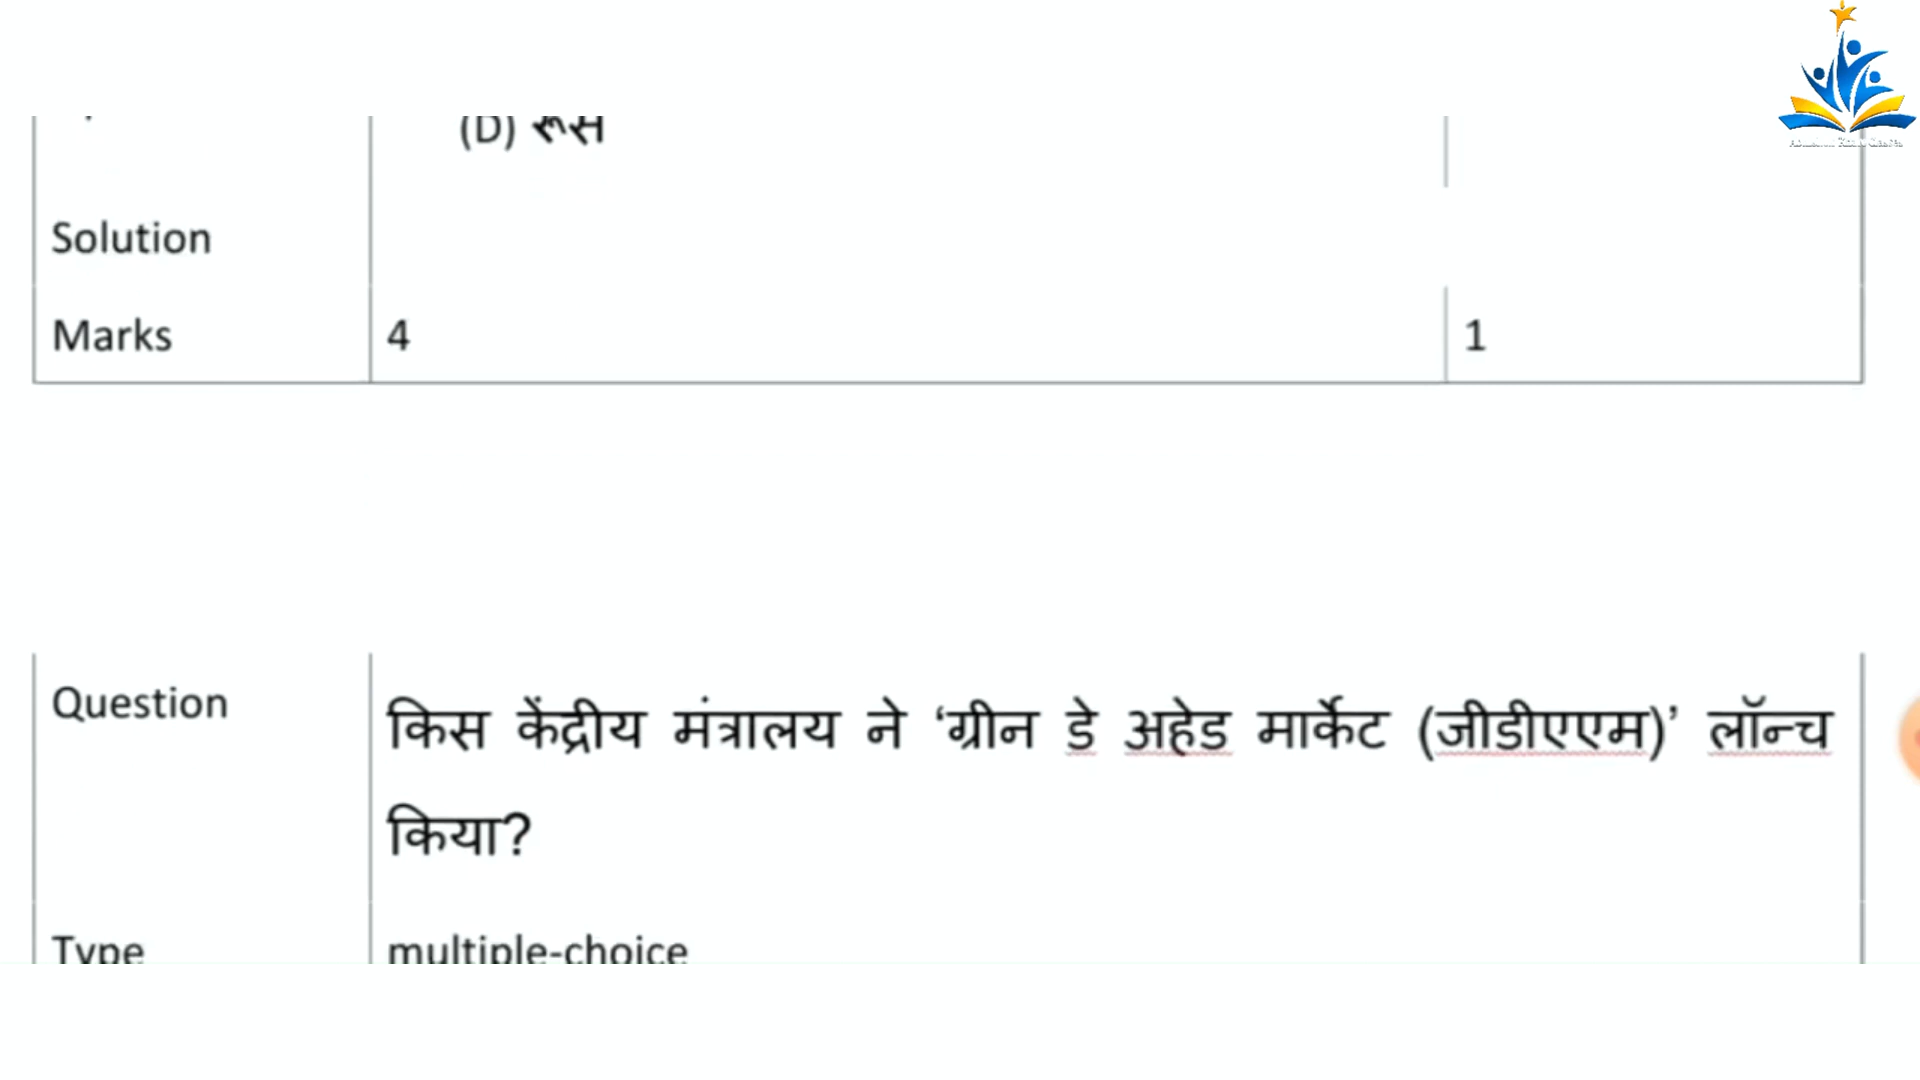 (D) रूस
Solution
Marks 4 1
Question किस केंद्रीय मंत्रालय ने ‘ग्रीन डे अहेड मार्केट (जीडीएएम)’ लॉन्च
किया?
Type multiple-choice